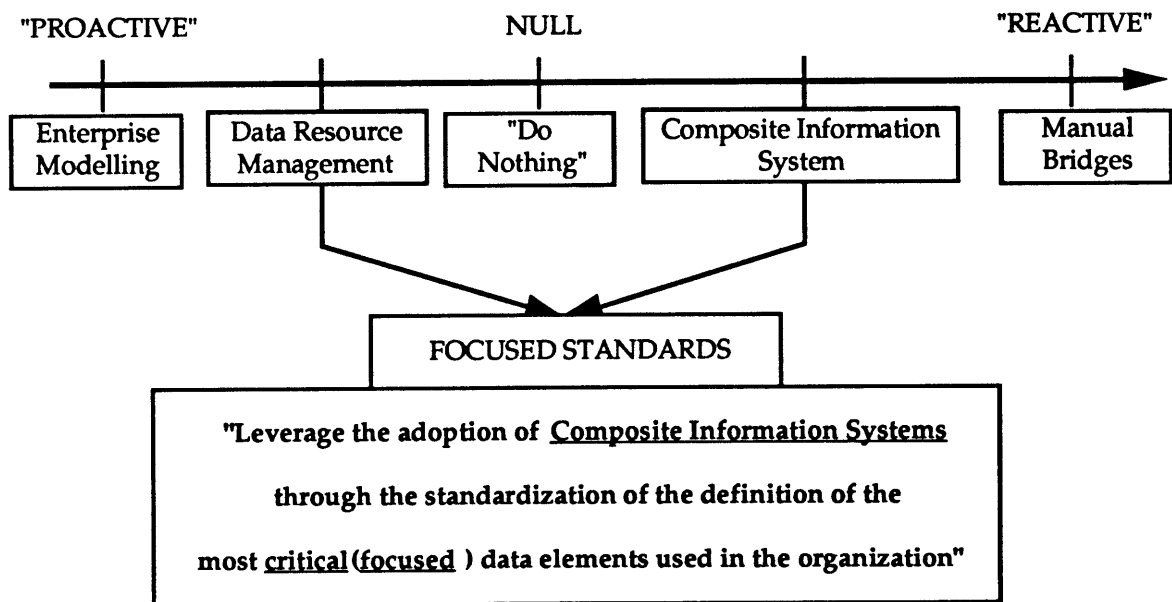 "PROACTIVE" NULL "REACTIVE"
Enterprise
Modelling
Data Resource
Management
"Do
Nothing"
Composite Information
System
Manual
Bridges
FOCUSED STANDARDS
"Leverage the adoption of Composite Information Systems
through the standardization of the definition of the
most critical (focused ) data elements used in the organization"